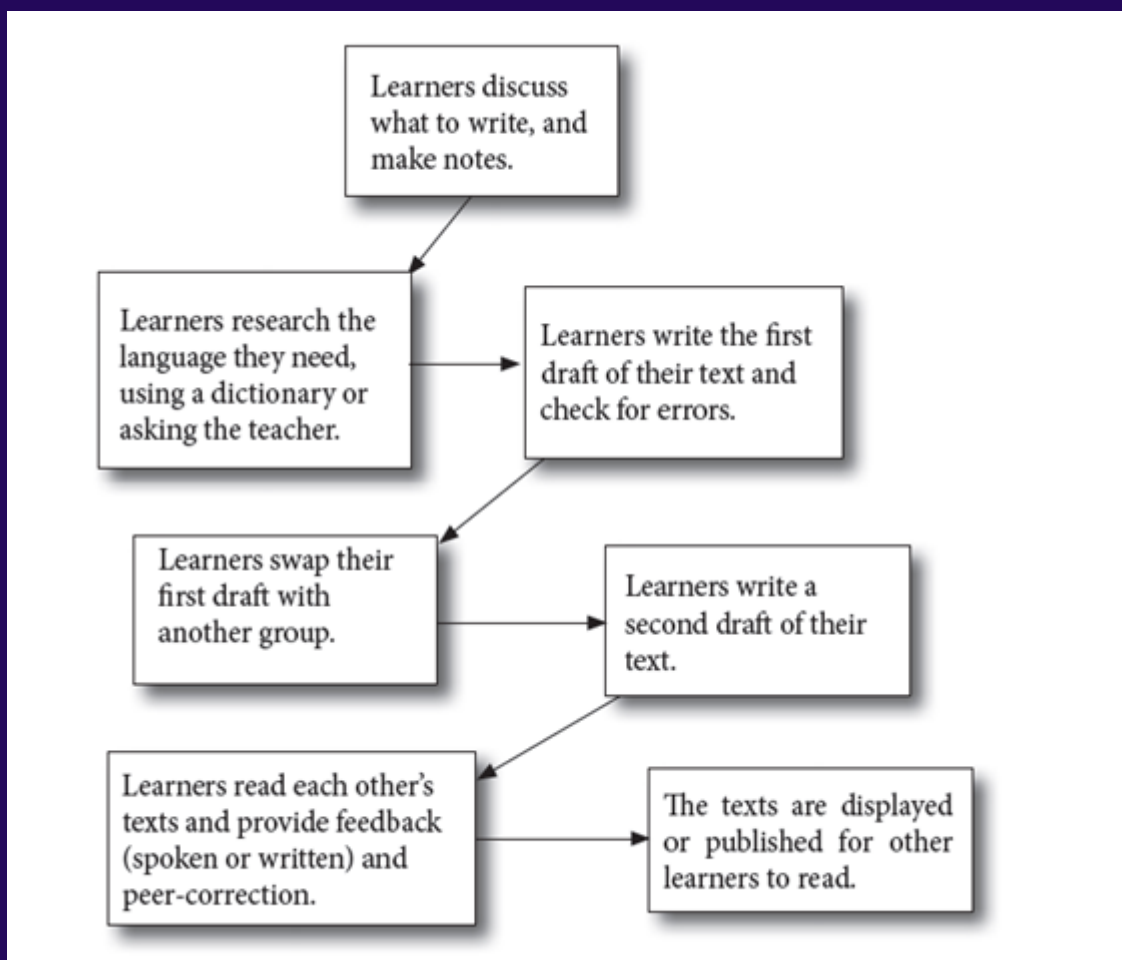 Learners discuss
what to write, and
make notes.
Learners research the
language they need,
using a dictionary or
asking the teacher.
Learners write the first
draft of their text and
check for errors.
Learners swap their
first draft with
another group.
Learners write a
second draft of their
text.
Learners read each other's
texts and provide feedback
(spoken or written) and
peer-correction.
The texts are displayed
or published for other
learners to read.